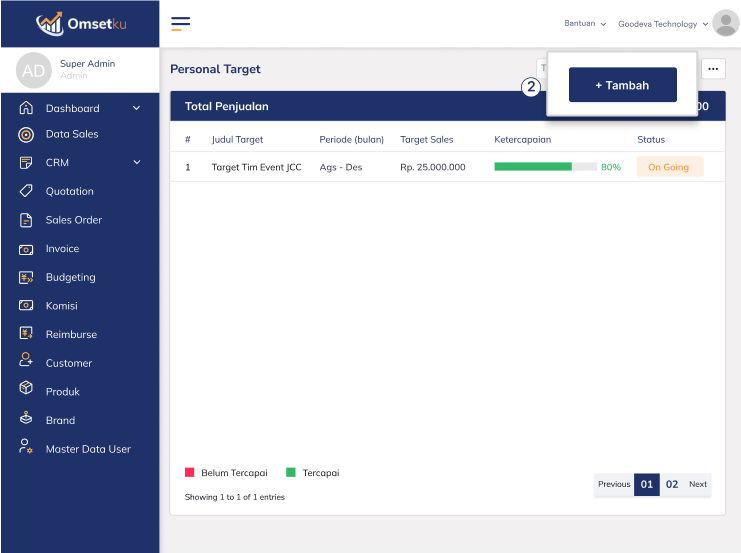 Omsetku
Bantuan
Goodeva Technology
AD
Super Admin
Admin
Dashboard
Data Sales
CRM
Quotation
Sales Order
Invoice
Budgeting
Komisi
Reimburse
Customer
Produk
Brand
Master Data User
Personal Target
T
2
+ Tambah
...
Total Penjualan
00
# Judul Target Periode (bulan) Target Sales Ketercapaian Status
1 Target Tim Event JCC Ags - Des Rp. 25.000.000 80% On Going
Belum Tercapai Tercapai
Showing 1 to 1 of 1 entries
Previous 01 02 Next